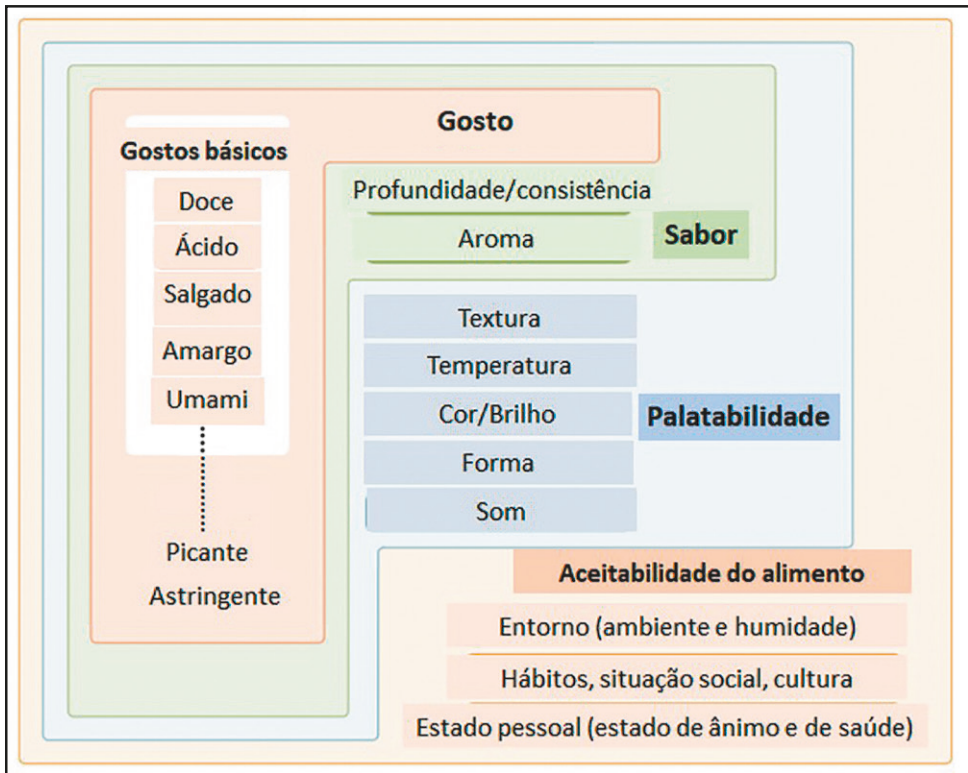 Gosto
Gostos básicos
Doce
Ácido
Salgado
Amargo
Umami
Picante
Astringente
Profundidade/consistência
Aroma
Sabor
Textura
Temperatura
Cor/Brilho
Forma
Som
Palatabilidade
Aceitabilidade do alimento
Entorno (ambiente e humidade)
Hábitos, situação social, cultura
Estado pessoal (estado de ânimo e de saúde)